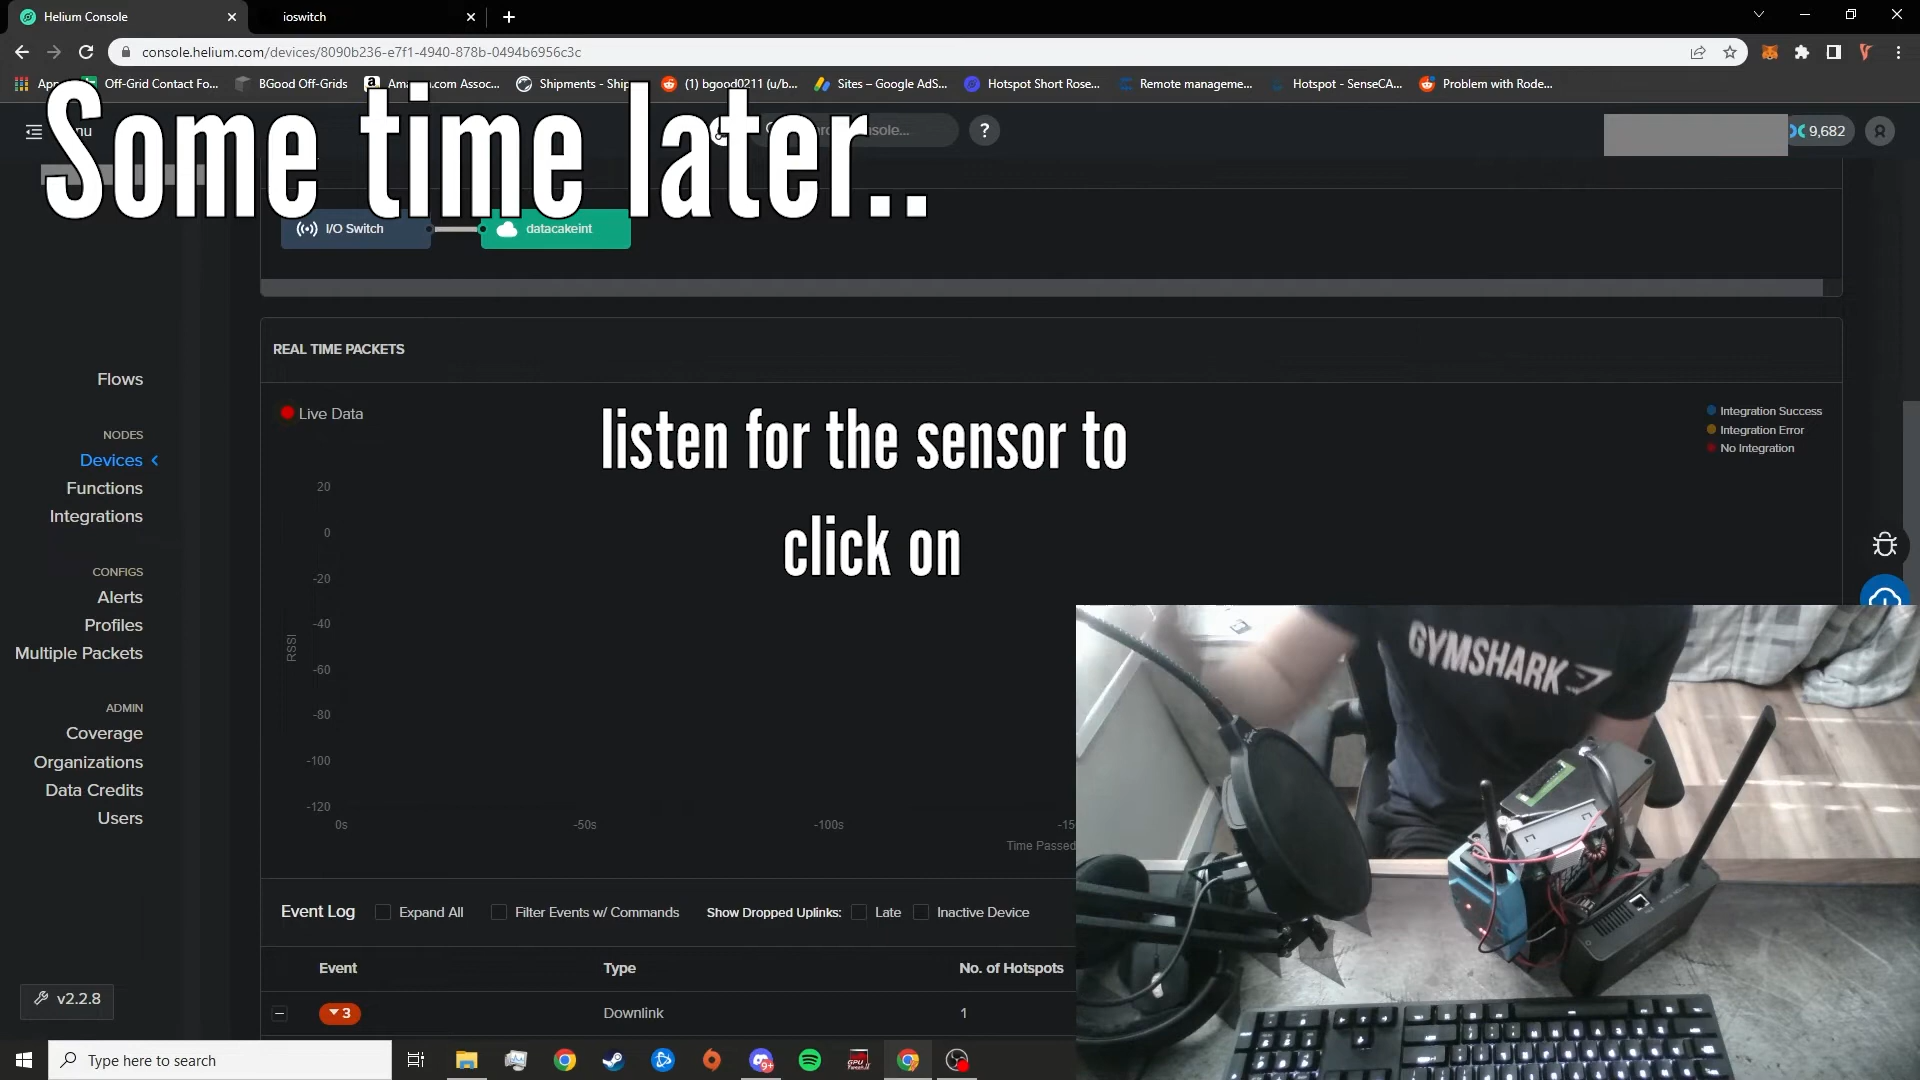 Helium Console
ioswitch
console.helium.com/devices/8090b236-e7f1-4940-878b-0494b6956c3c
Off-Grid Contact Fo...
BGood Off-Grids
Shipments - Ship...
(1) bgood0211 (u/b...
Sites – Google AdS...
Hotspot Short Rose...
Remote manageme...
Hotspot - SenseCA...
Problem with Rode...
Some time later..
?
9,682
I/O Switch
datacakeint
REAL TIME PACKETS
Live Data
Integration Success
Integration Error
No Integration
listen for the sensor to
click on
Flows
NODES
Devices
Functions
Integrations
CONFIGS
Alerts
Profiles
Multiple Packets
ADMIN
Coverage
Organizations
Data Credits
Users
v2.2.8
RSSI
20
0
-20
-40
-60
-80
-100
-120
0s
-50s
-100s
Time Passed
GYMSHARK
Event Log
Expand All
Filter Events w/ Commands
Show Dropped Uplinks:
Late
Inactive Device
Event
Type
No. of Hotspots
3
Downlink
1
Type here to search
9+